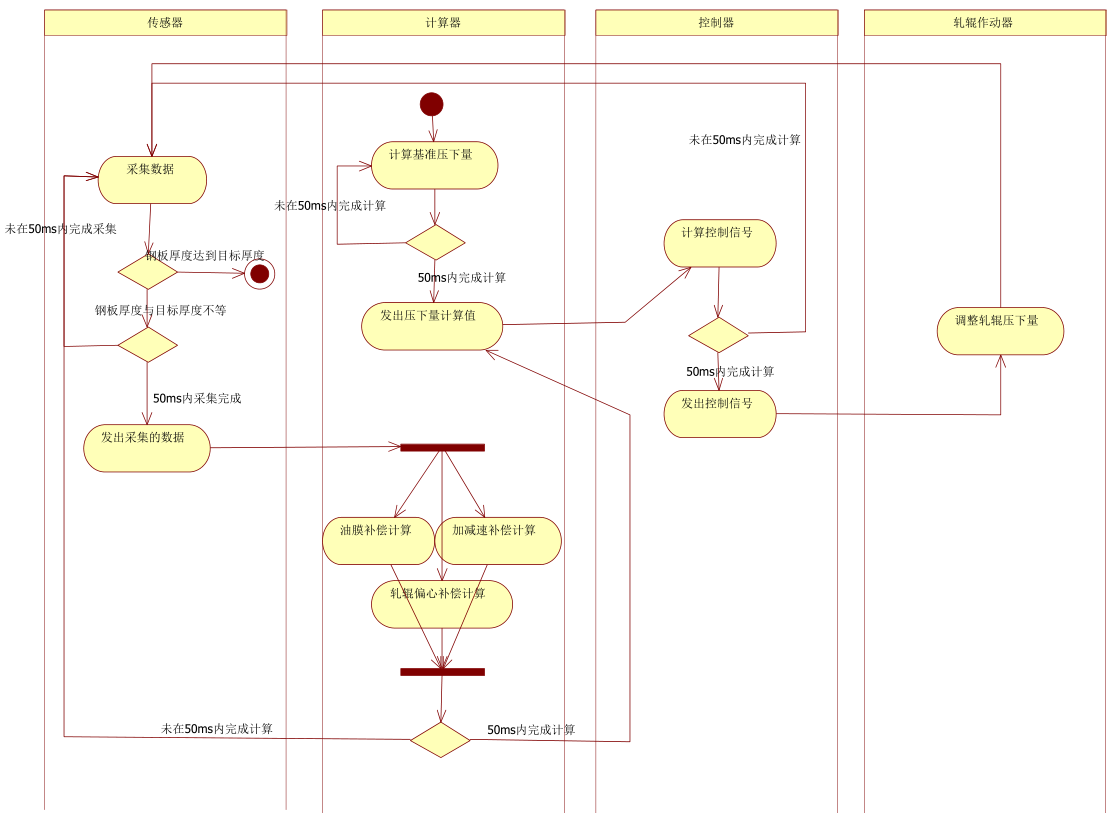 传感器
计算器
控制器
轧辊作动器
未在50ms内完成计算
计算基准压下量
采集数据
未在50ms内完成计算
未在50ms内完成采集
计算控制信号
钢板厚度达到目标厚度
50ms内完成计算
钢板厚度与目标厚度不等
发出压下量计算值
调整轧辊压下量
50ms内完成计算
50ms内采集完成
发出控制信号
发出采集的数据
油膜补偿计算
加减速补偿计算
轧辊偏心补偿计算
未在50ms内完成计算
50ms内完成计算